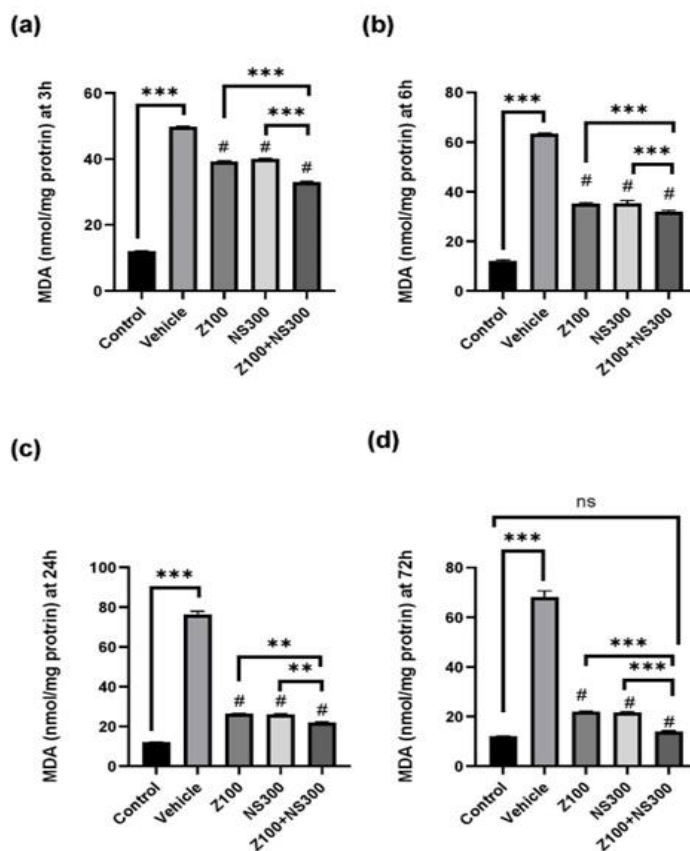 (a)
MDA (nmol/mg protrin) at 3h
60
40
20
0
***
***
***
#
#
#
Control
Vehicle
Z100
NS300
Z100+NS300
(b)
MDA (nmol/mg protrin) at 6h
80
60
40
20
0
***
***
***
#
#
#
Control
Vehicle
Z100
NS300
Z100+NS300
(c)
MDA (nmol/mg protrin) at 24h
100
80
60
40
20
0
***
**
**
#
#
#
Control
Vehicle
Z100
NS300
Z100+NS300
(d)
MDA (nmol/mg protrin) at 72h
80
60
40
20
0
ns
***
***
***
#
#
#
Control
Vehicle
Z100
NS300
Z100+NS300